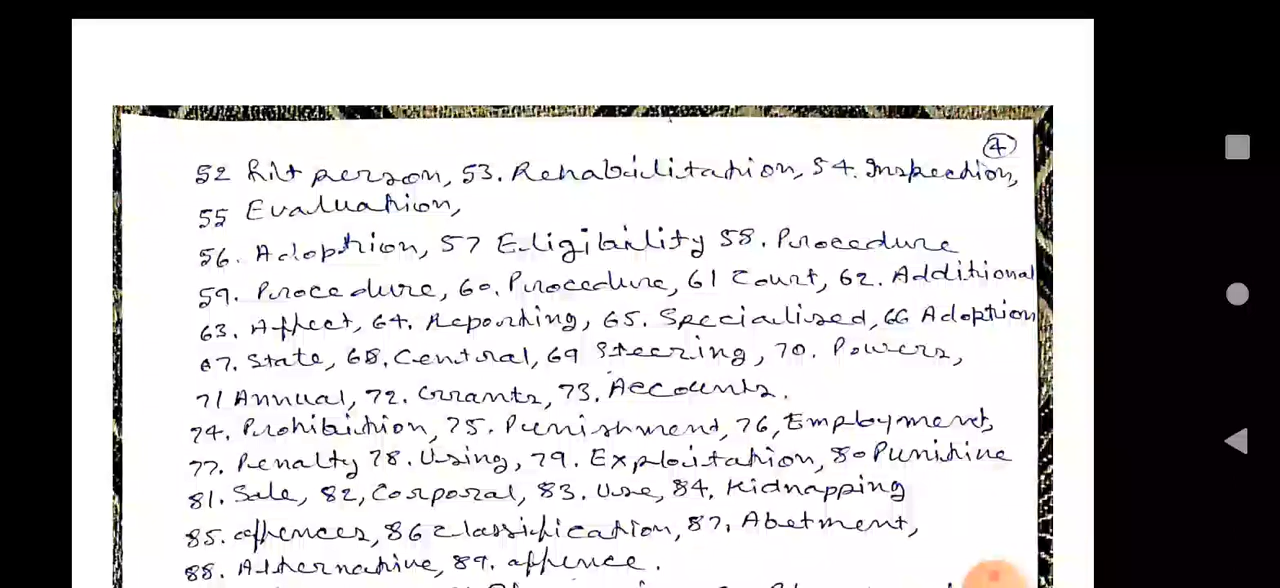 ④
52 fit person, 53. Rehabilitation, 54. Inspection,
55 Evaluation,
56. Adoption, 57 Eligibility 58. Procedure
59. Procedure, 60. Procedure, 61 Court, 62. Additional
63. Affect, 64. Reporting, 65. Specialised, 66 Adoption
67. State, 68. Central, 69 Steering, 70. Powers,
71 Annual, 72. Grants, 73. Accounts.
74. Prohibition, 75. Punishment, 76, Employment,
77. Penalty 78. Using, 79. Exploitation, 80 Punitine
81. Sale, 82, Corporal, 83. Use, 84. Kidnapping
85. offences, 86 Classification, 87, Abetment,
88. Alternative, 89. offence.